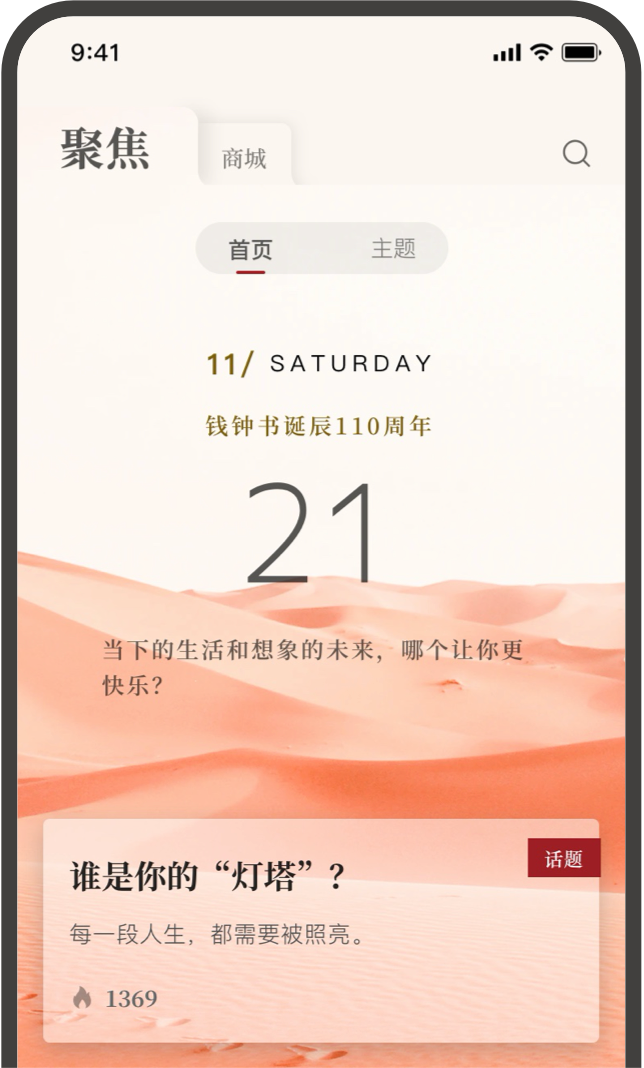 9:41
聚焦
商城
首页
主题
11/ SATURDAY
钱钟书诞辰110周年
21
当下的生活和想象的未来，哪个让你更
快乐？
话题
谁是你的“灯塔”？
每一段人生，都需要被照亮。
1369